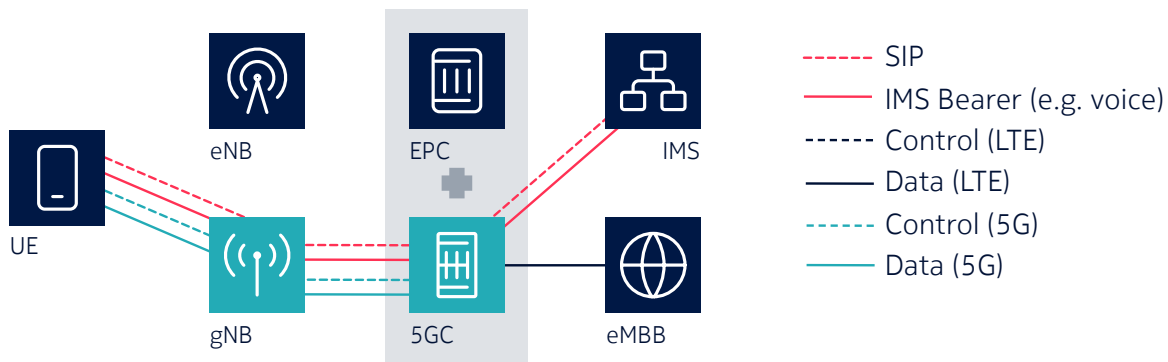 eNB
EPC
IMS
UE
gNB
5GC
eMBB
SIP
IMS Bearer (e.g. voice)
Control (LTE)
Data (LTE)
Control (5G)
Data (5G)